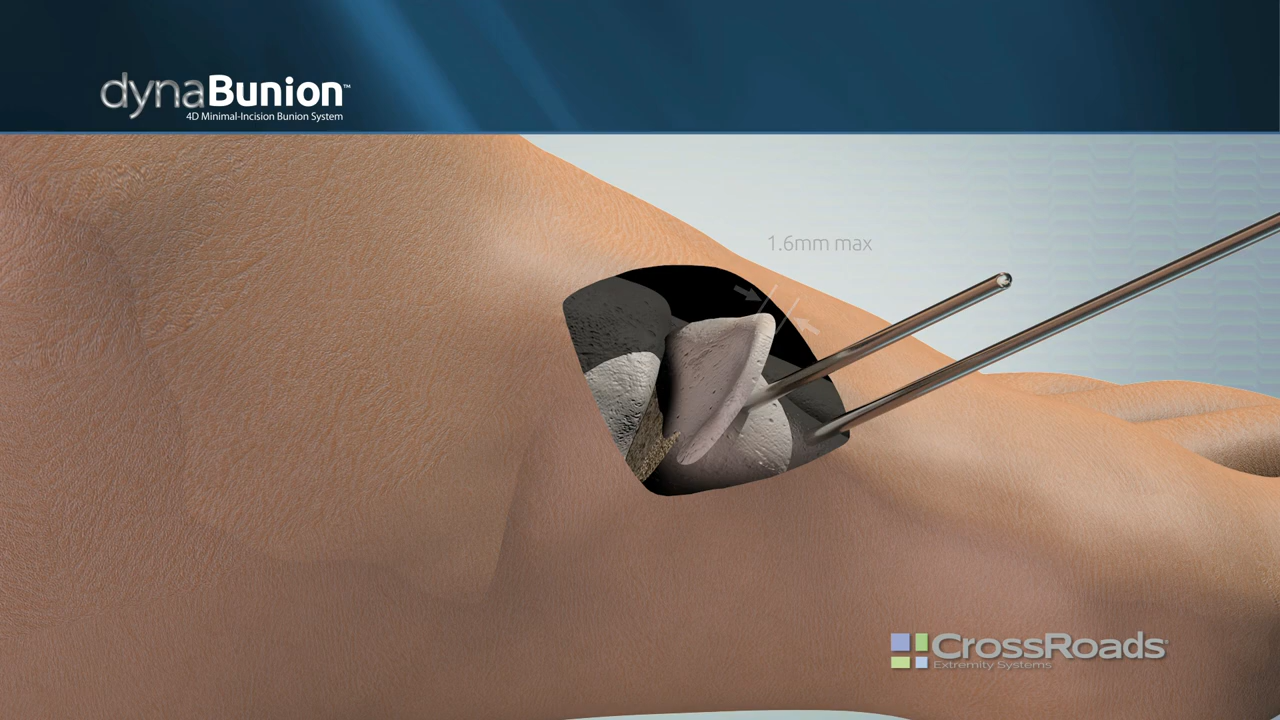 dynaBunion™
4D Minimal-Incision Bunion System
1.6mm max
CrossRoads®
Extremity Systems